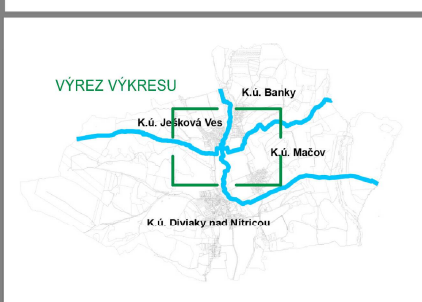 VÝREZ VÝKRESU
K.ú. Banky
K.ú. Ješková Ves
K.ú. Mačov
K.ú. Diviaky nad Nitricou